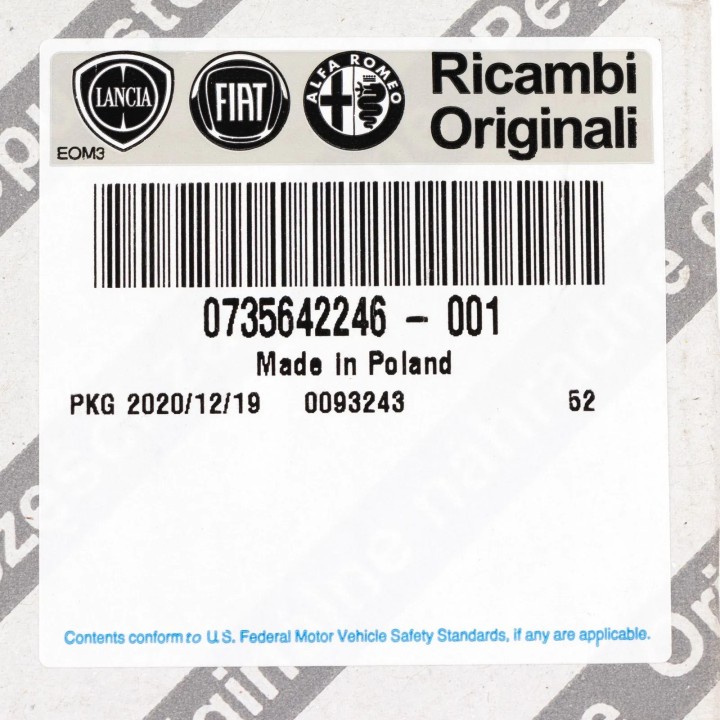 LANCIA FIAT ALFA ROMEO Ricambi
Originali
EOM3
0735642246 - 001
Made in Poland
PKG 2020/12/19 0093243 52
Contents conform to U.S. Federal Motor Vehicle Safety Standards, if any are applicable.